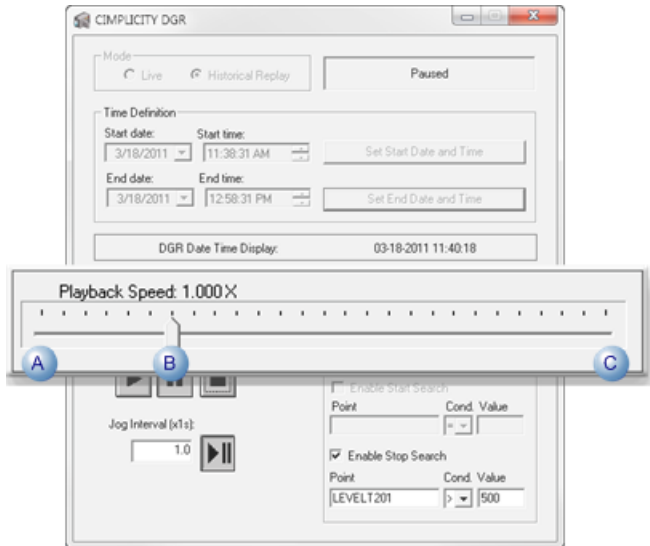 CIMPLICITY DGR
Mode
Live Historical Replay
Paused
Time Definition
Start date: Start time:
3/18/2011 11:38:31 AM Set Start Date and Time
End date: End time:
3/18/2011 12:58:31 PM Set End Date and Time
DGR Date Time Display: 03-18-2011 11:40:18
Playback Speed: 1.000 X
A B C
Enable Start Search
Point Cond. Value
=
Jog Interval (x1s):
1.0
Enable Stop Search
Point Cond. Value
LEVELT201 > 500